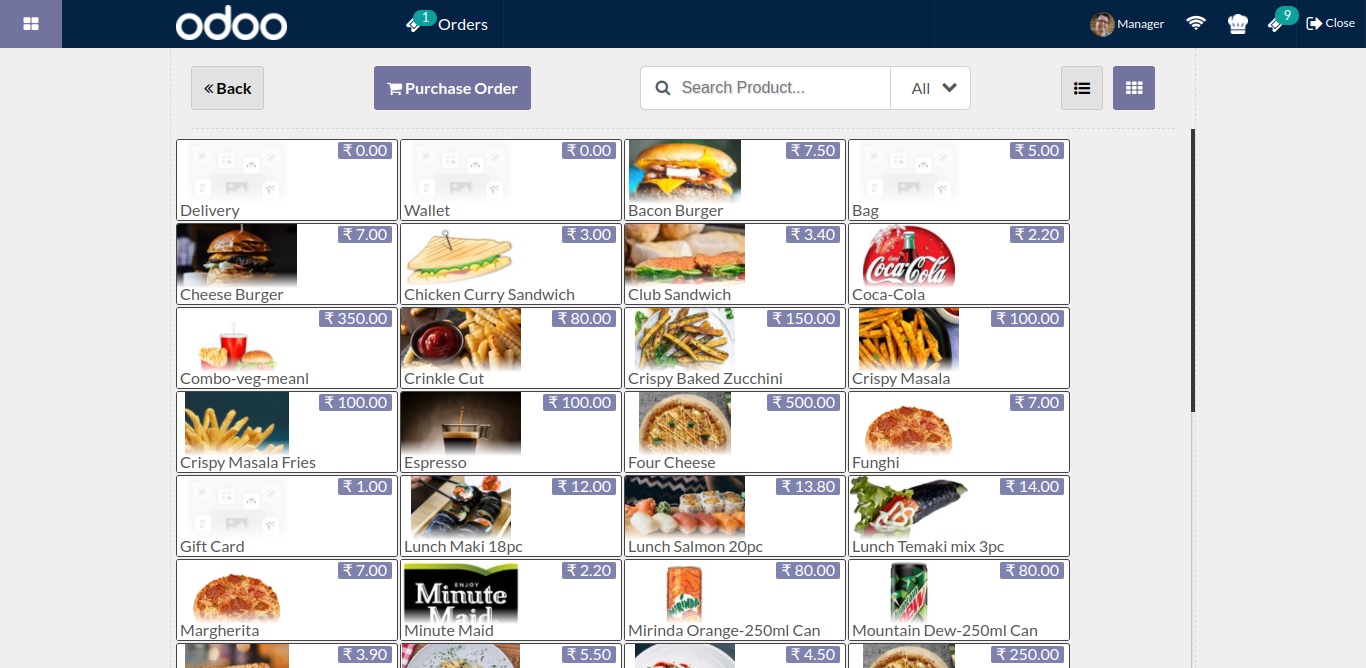 odoo
1
Orders
Manager
9
Close
Back
Purchase Order
Search Product...
All
₹ 0.00
Delivery
₹ 0.00
Wallet
₹ 7.50
Bacon Burger
₹ 5.00
Bag
₹ 7.00
Cheese Burger
₹ 3.00
Chicken Curry Sandwich
₹ 3.40
Club Sandwich
₹ 2.20
Coca-Cola
Coca-Cola
₹ 350.00
Combo-veg-meanl
₹ 80.00
Crinkle Cut
₹ 150.00
Crispy Baked Zucchini
₹ 100.00
Crispy Masala
₹ 100.00
Crispy Masala Fries
₹ 100.00
Espresso
₹ 500.00
Four Cheese
₹ 7.00
Funghi
₹ 1.00
Gift Card
₹ 12.00
Lunch Maki 18pc
₹ 13.80
Lunch Salmon 20pc
₹ 14.00
Lunch Temaki mix 3pc
₹ 7.00
Margherita
₹ 2.20
ENJOY
Minute
Maid
Minute Maid
₹ 80.00
MIRINDA
Mirinda Orange-250ml Can
₹ 80.00
Mountain Dew-250ml Can
₹ 3.90
₹ 5.50
₹ 4.50
₹ 250.00